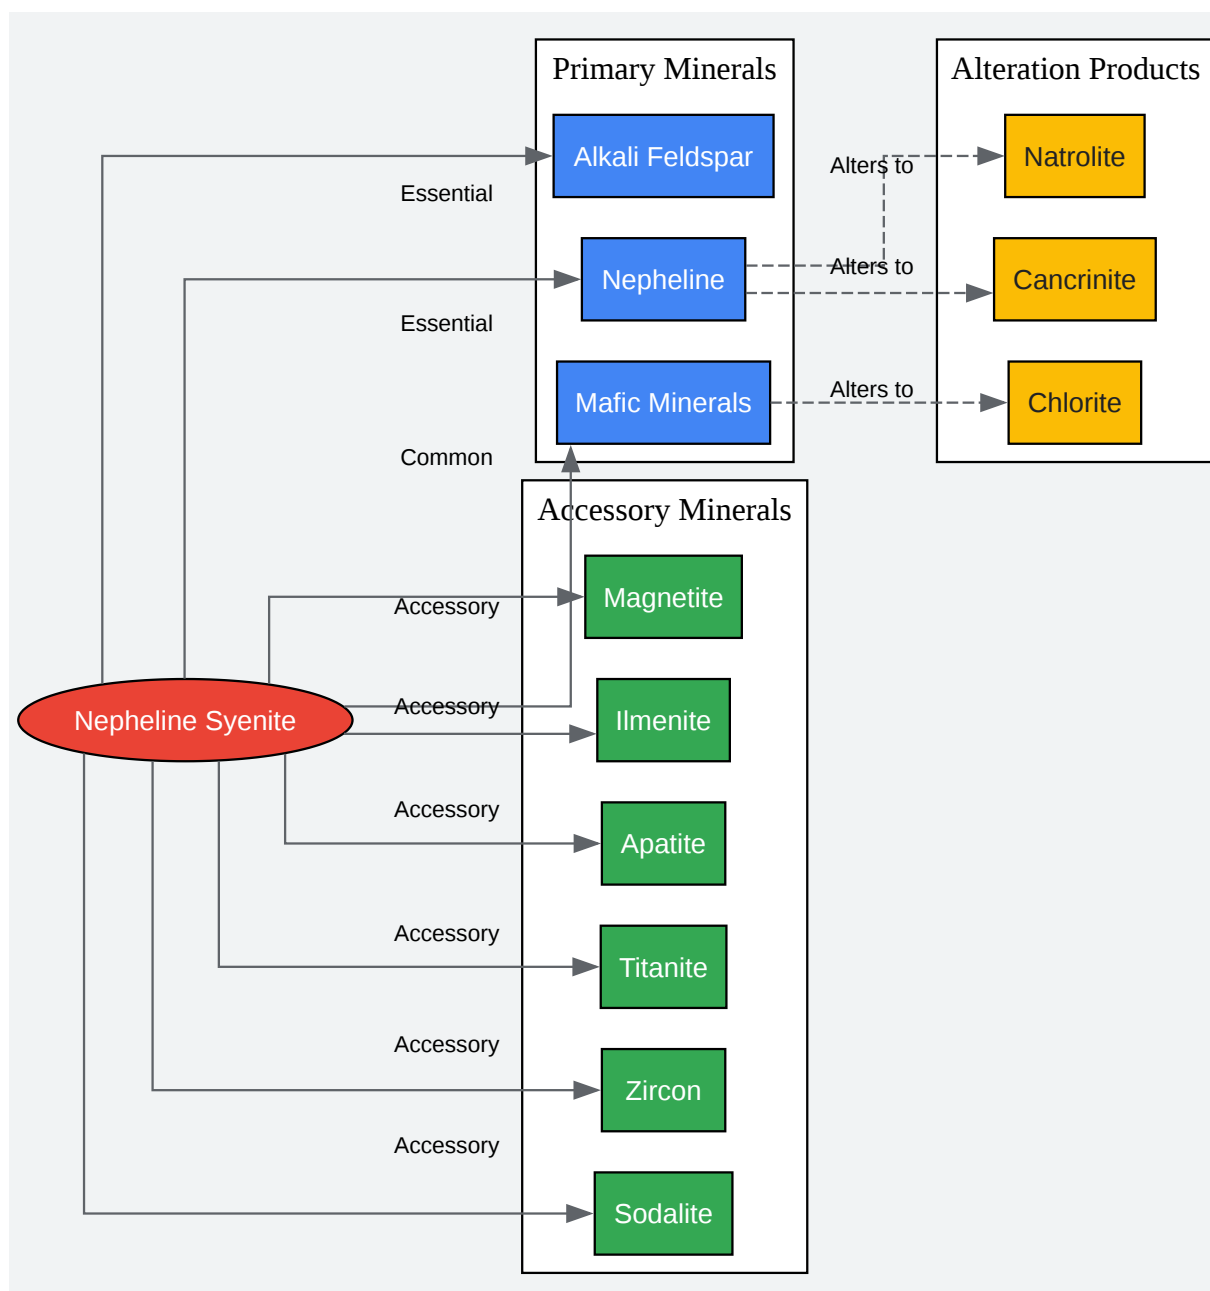 Primary Minerals
Alteration Products
Alkali Feldspar
Alters to
Natrolite
Essential
Nepheline
Alters to
Cancrinite
Essential
Mafic Minerals
Alters to
Chlorite
Common
Accessory Minerals
Accessory
Magnetite
Accessory
Nepheline Syenite
Ilmenite
Accessory
Apatite
Accessory
Titanite
Accessory
Zircon
Accessory
Sodalite